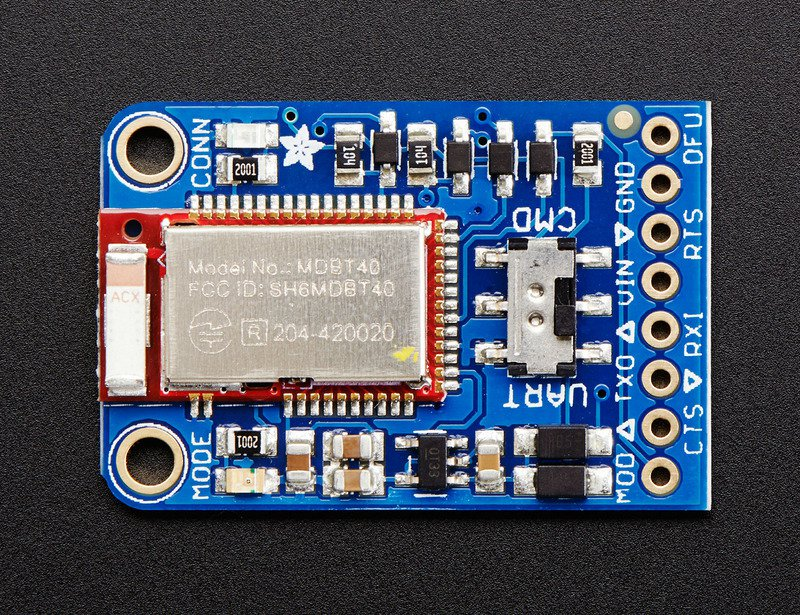 CONN
2001
104
104
2001
DFU
GND
RTS
VIN
CMD
Model No.: MDBT40
FCC ID: SH6MDBT40
R 204-420020
ACX
RXI
TXO
UART
CTS
MOD
MODE
2001